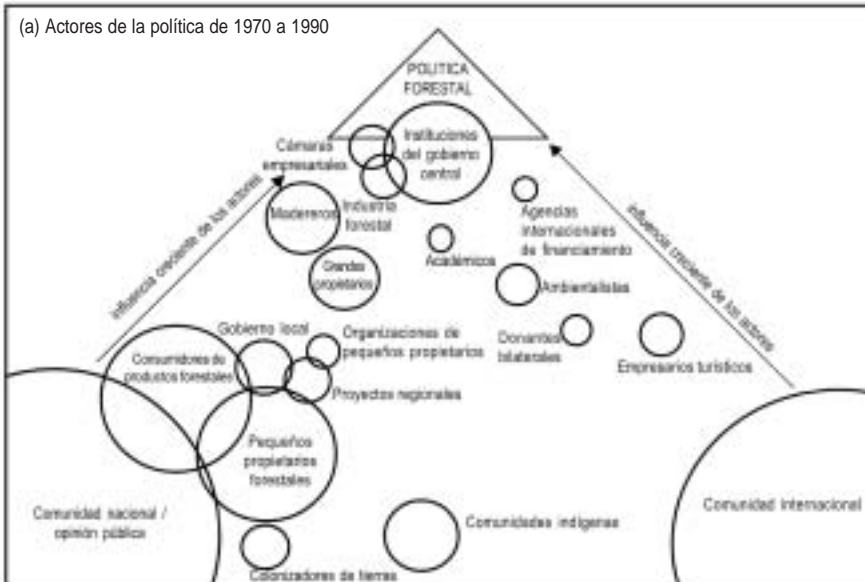 (a) Actores de la política de 1970 a 1990
POLITICA
FORESTAL
Cámaras
empresariales
Instituciones
del gobierno
central
influencia creciente de los actores
Madereros
Industria
forestal
Agencias
internacionales
de financiamiento
influencia creciente de los actores
Académicos
Grandes
propietarios
Ambientalistas
Gobierno local
Organizaciones de
pequeños propietarios
Donantes
bilaterales
Empresarios turísticos
Consumidores de
productos forestales
Proyectos regionales
Pequeños
propietarios
forestales
Comunidad nacional /
opinión pública
Comunidades indígenas
Comunidad internacional
Colonizadores de tierras